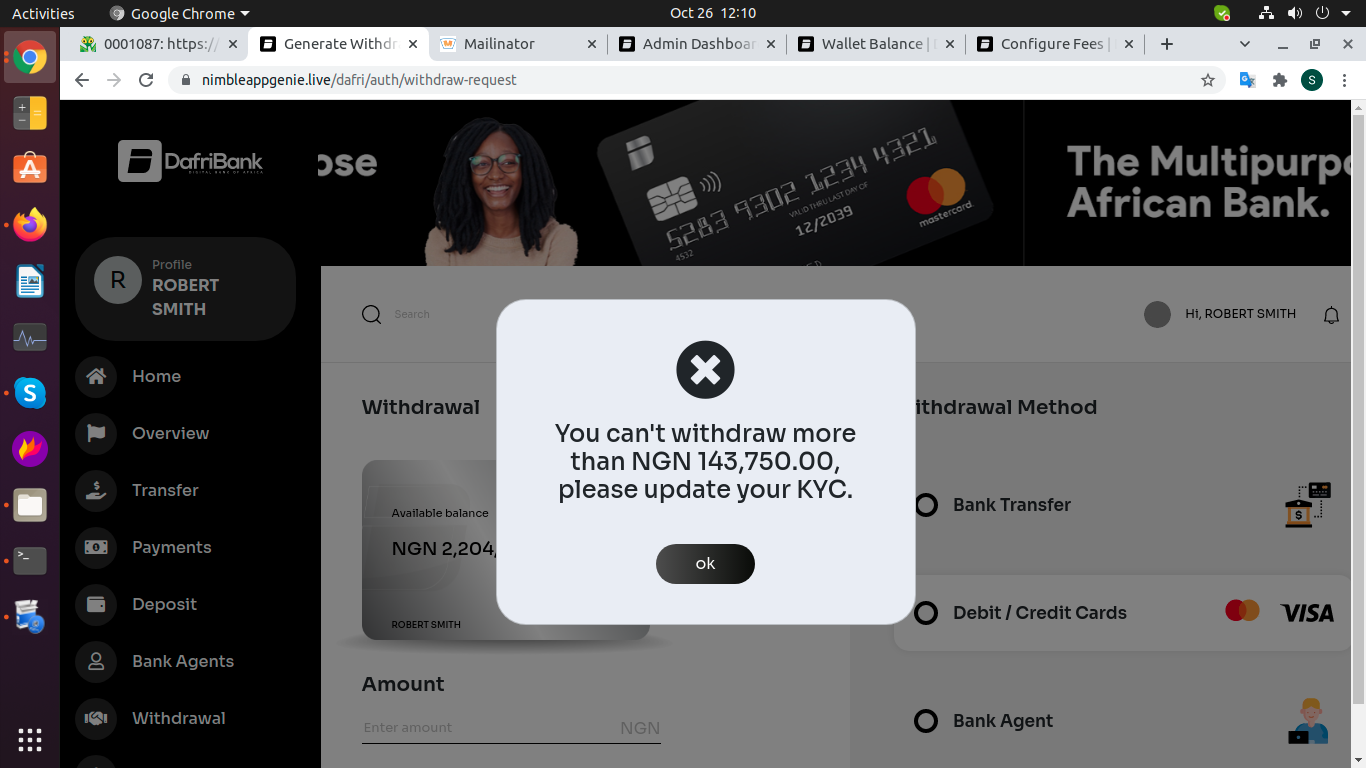 Activities
Google Chrome
Oct 26 12:10
0001087: https://
Generate Withdr
Mailinator
Admin Dashboar
Wallet Balance |
Configure Fees |
nimbleappgenie.live/dafri/auth/withdraw-request
S
DafriBank
DIGITAL BANK OF AFRICA
ose
5283 9302 1234 4321
4532
VALID THRU LAST DAY OF
12/2039
mastercard.
The Multipurpo
African Bank.
R
Profile
ROBERT
SMITH
Search
Hi, ROBERT SMITH
Home
Overview
Transfer
Payments
Deposit
Bank Agents
Withdrawal
Withdrawal
Available balance
NGN 2,204,
ROBERT SMITH
Amount
Enter amount
NGN
You can't withdraw more
than NGN 143,750.00,
please update your KYC.
ok
ithdrawal Method
Bank Transfer
Debit / Credit Cards
VISA
Bank Agent